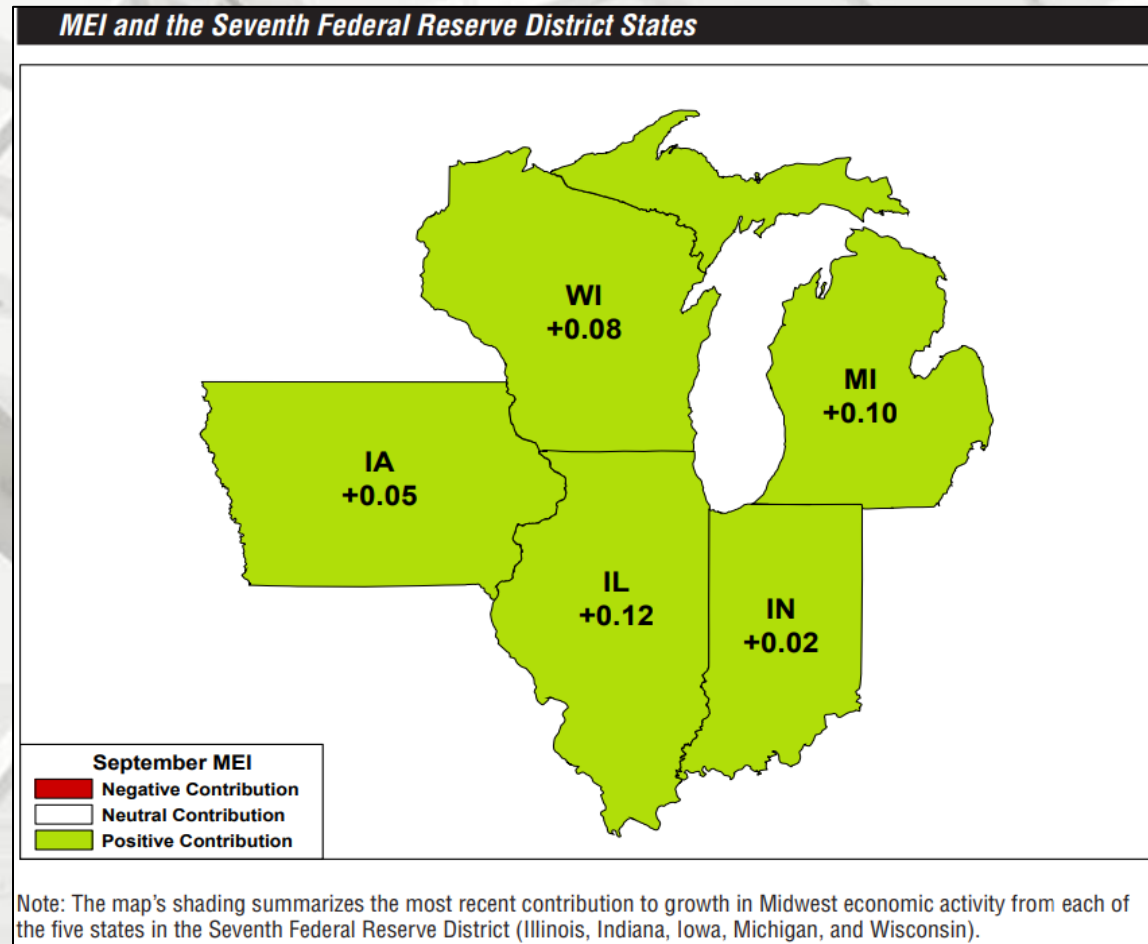 MEI and the Seventh Federal Reserve District States
WI
+0.08
MI
+0.10
IA
+0.05
IL
+0.12
IN
+0.02
September MEI
Negative Contribution
Neutral Contribution
Positive Contribution
Note: The map's shading summarizes the most recent contribution to growth in Midwest economic activity from each of
the five states in the Seventh Federal Reserve District (Illinois, Indiana, Iowa, Michigan, and Wisconsin).